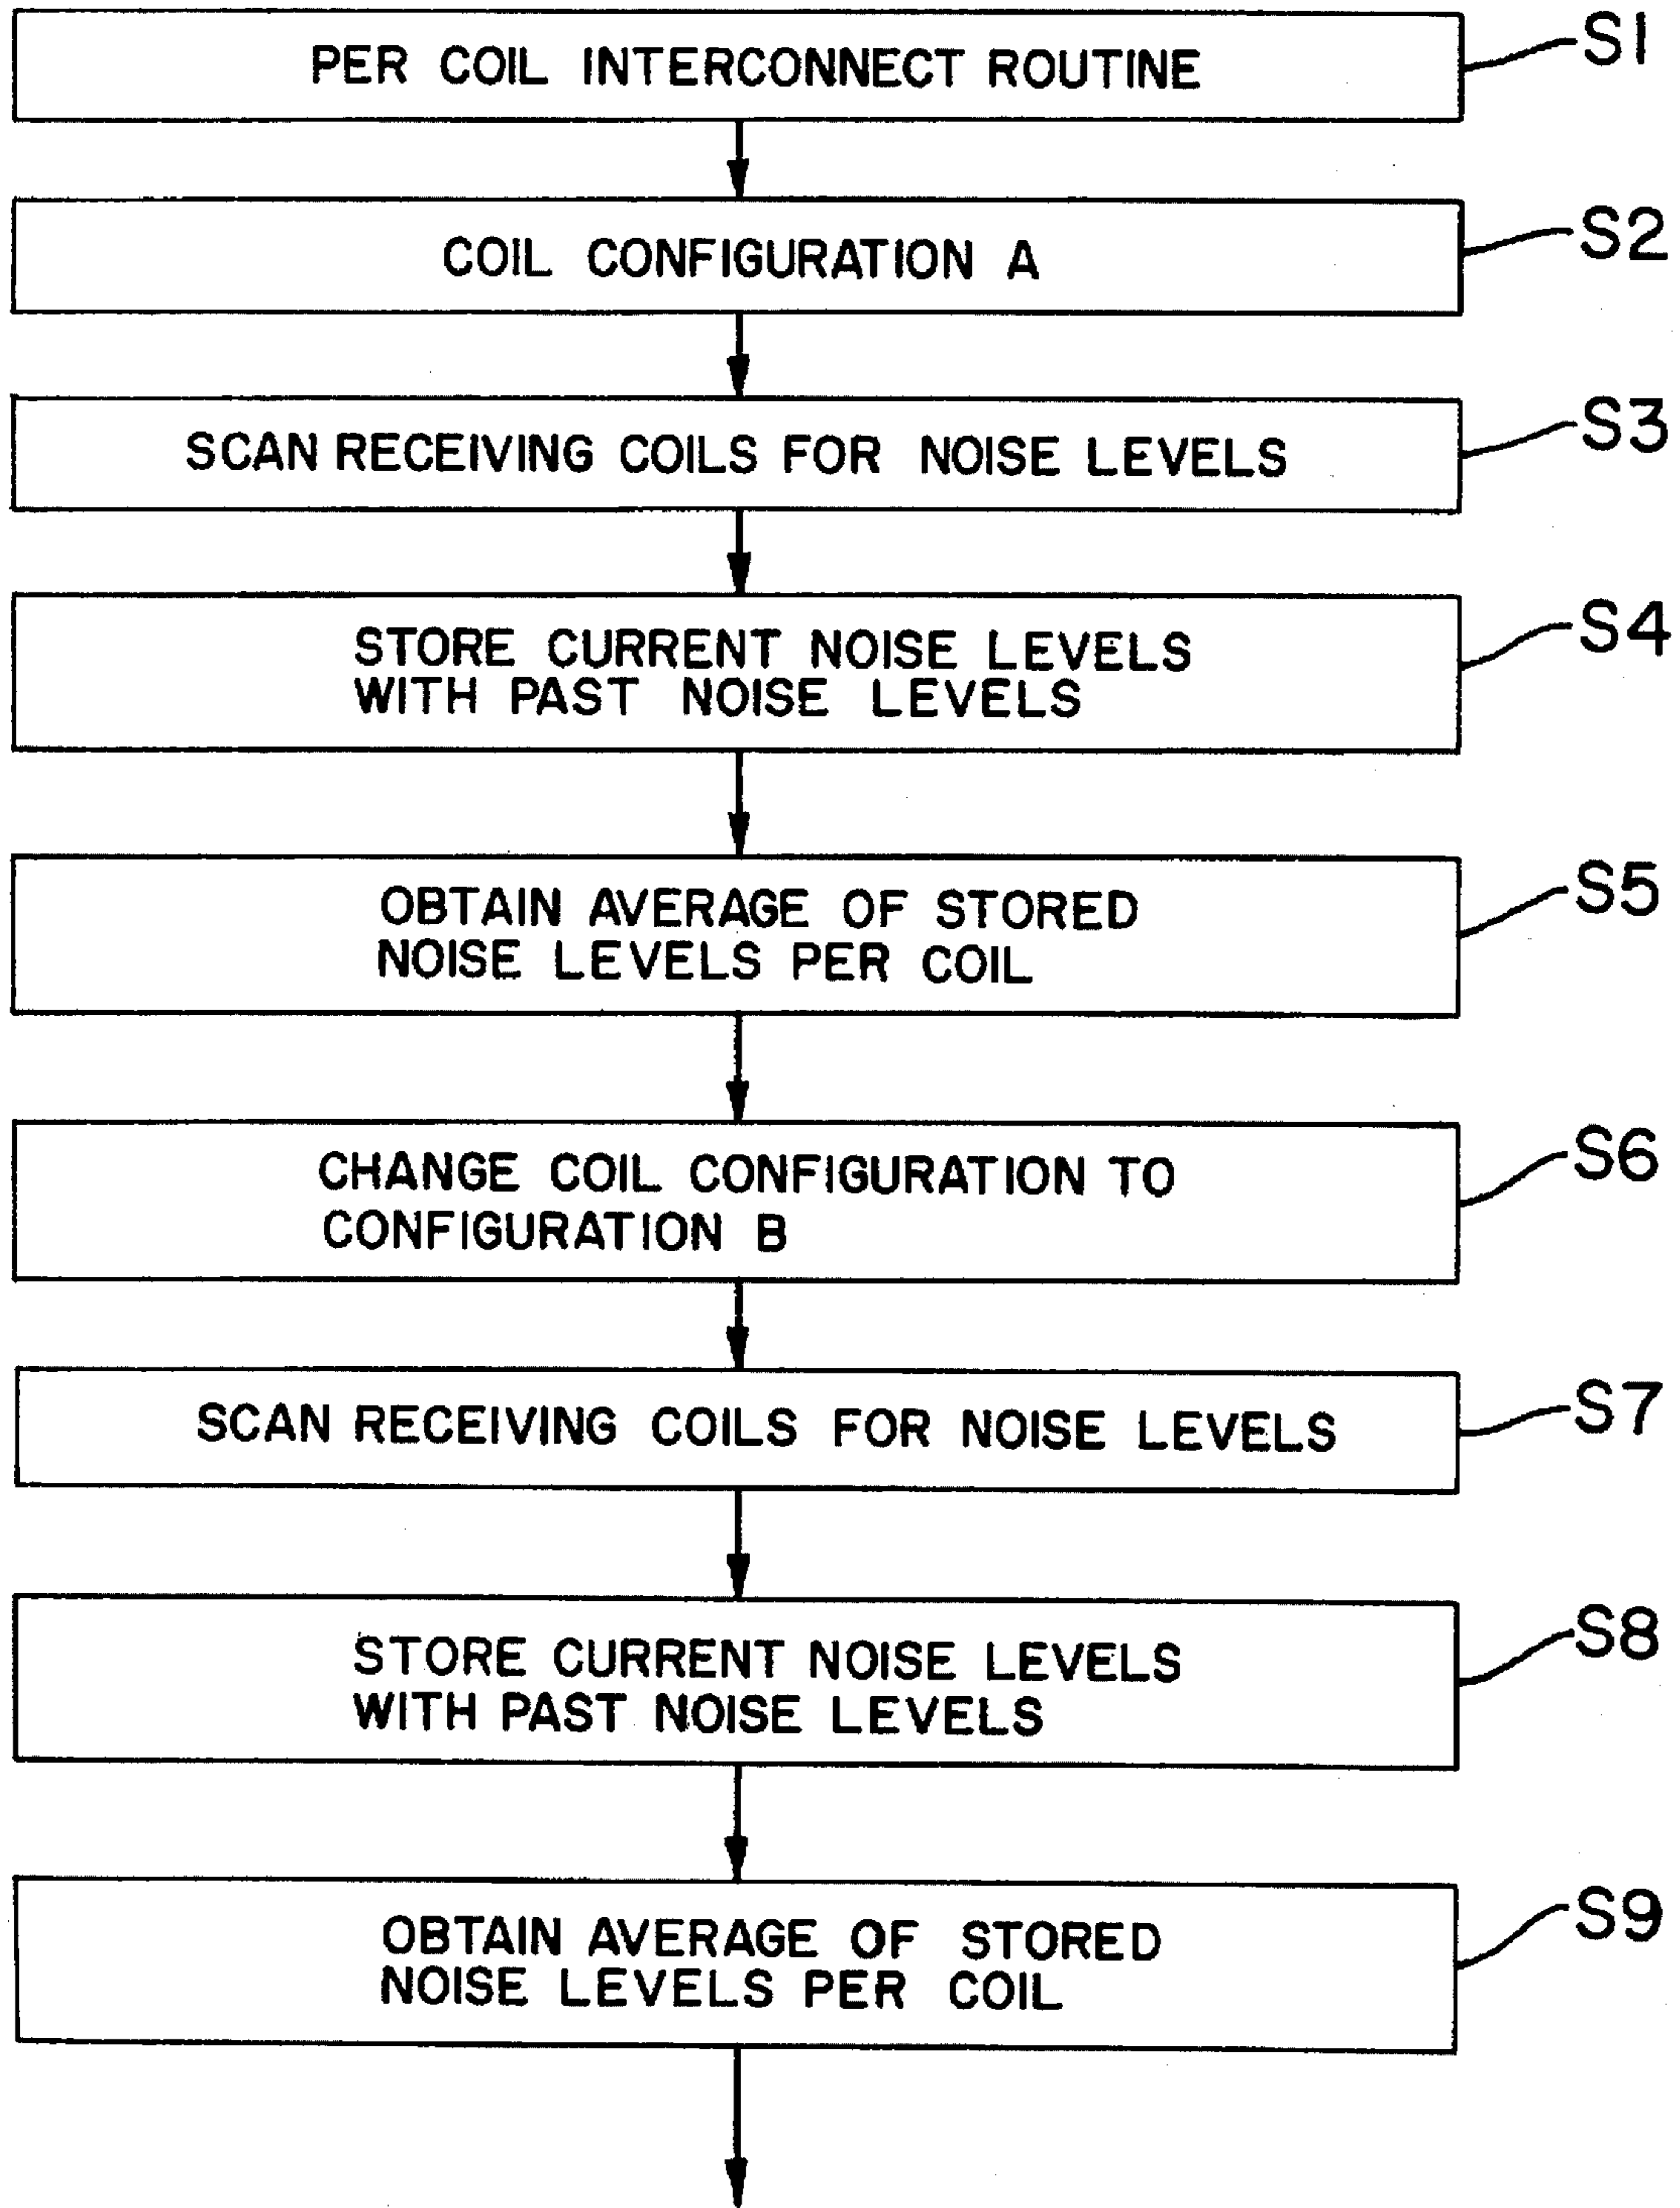 PER COIL INTERCONNECT ROUTINE
S1
COIL CONFIGURATION A
S2
SCAN RECEIVING COILS FOR NOISE LEVELS
S3
STORE CURRENT NOISE LEVELS
WITH PAST NOISE LEVELS
S4
OBTAIN AVERAGE OF STORED
NOISE LEVELS PER COIL
S5
CHANGE COIL CONFIGURATION TO
CONFIGURATION B
S6
SCAN RECEIVING COILS FOR NOISE LEVELS
S7
STORE CURRENT NOISE LEVELS
WITH PAST NOISE LEVELS
S8
OBTAIN AVERAGE OF STORED
NOISE LEVELS PER COIL
S9